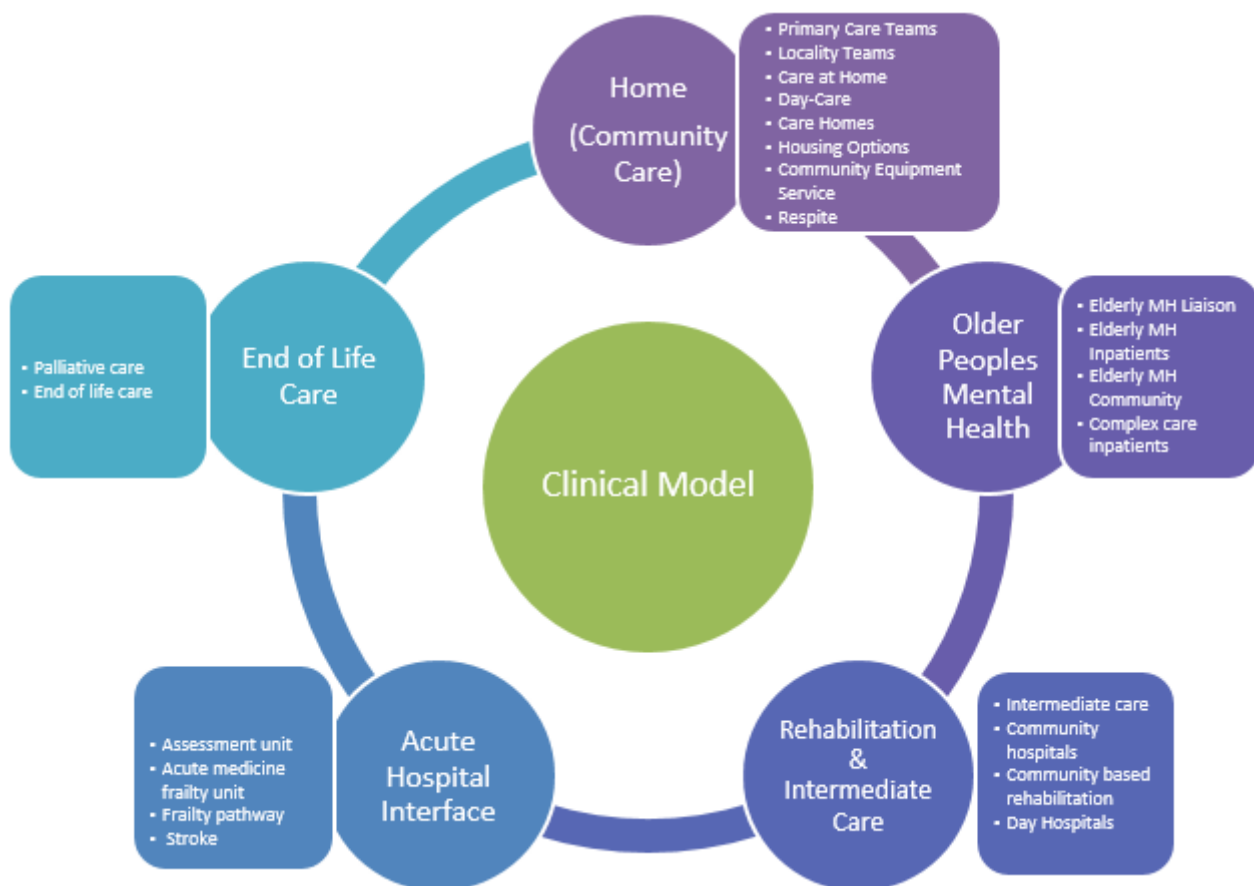 Home
(Community
Care)
• Primary Care Teams
• Locality Teams
• Care at Home
• Day-Care
• Care Homes
• Housing Options
• Community Equipment
Service
• Respite
Older
Peoples
Mental
Health
• Elderly MH Liaison
• Elderly MH
Inpatients
• Elderly MH
Community
• Complex care
inpatients
Rehabilitation
&
Intermediate
Care
• Intermediate care
• Community
hospitals
• Community based
rehabilitation
• Day Hospitals
Acute
Hospital
Interface
• Assessment unit
• Acute medicine
frailty unit
• Frailty pathway
• Stroke
End of Life
Care
• Palliative care
• End of life care
Clinical Model